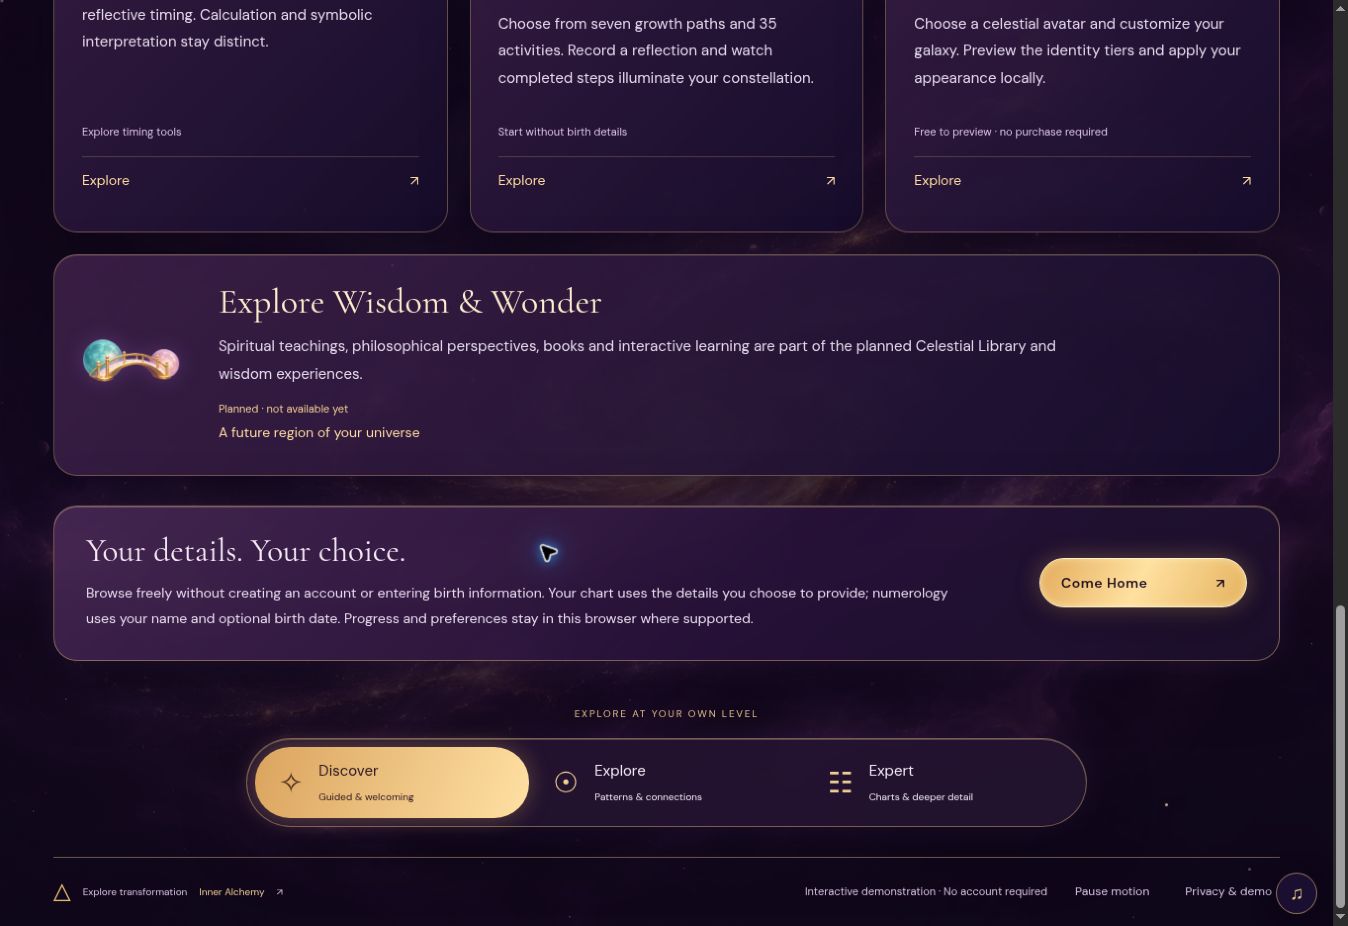 reflective timing. Calculation and symbolic
interpretation stay distinct.
Explore timing tools
Explore
Choose from seven growth paths and 35
activities. Record a reflection and watch
completed steps illuminate your constellation.
Start without birth details
Explore
Choose a celestial avatar and customize your
galaxy. Preview the identity tiers and apply your
appearance locally.
Free to preview · no purchase required
Explore
Explore Wisdom & Wonder
Spiritual teachings, philosophical perspectives, books and interactive learning are part of the planned Celestial Library and
wisdom experiences.
Planned · not available yet
A future region of your universe
Your details. Your choice.
Browse freely without creating an account or entering birth information. Your chart uses the details you choose to provide; numerology
uses your name and optional birth date. Progress and preferences stay in this browser where supported.
Come Home
EXPLORE AT YOUR OWN LEVEL
Discover
Guided & welcoming
Explore
Patterns & connections
Expert
Charts & deeper detail
Explore transformation Inner Alchemy
Interactive demonstration · No account required
Pause motion
Privacy & demo